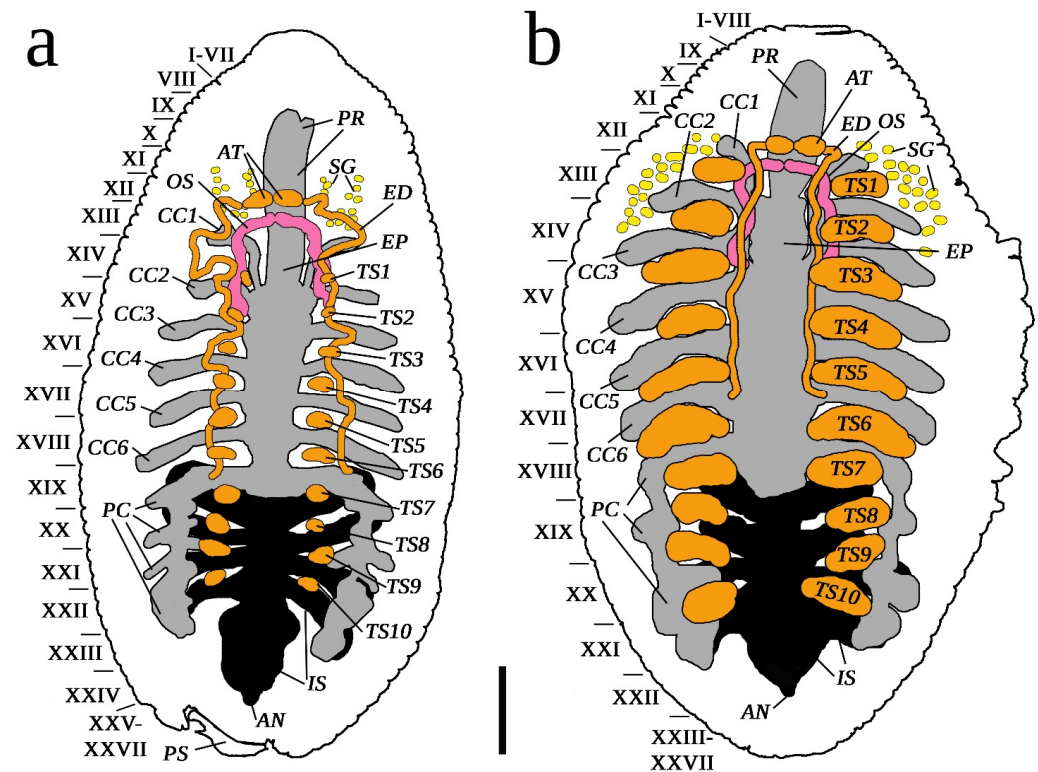 a
I-VII
VIII
IX
X
XI
XII
XIII
XIV
XV
XVI
XVII
XVIII
XIX
XX
XXI
XXII
XXIII
XXIV
XXV-
XXVII
PR
AT
SG
OS
ED
CC1
EP
TS1
CC2
TS2
CC3
TS3
CC4
TS4
CC5
TS5
CC6
TS6
TS7
PC
TS8
TS9
TS10
IS
AN
PS
b
I-VIII
IX
X
XI
XII
XIII
XIV
XV
XVI
XVII
XVIII
XIX
XX
XXI
XXII
XXIII-
XXVII
PR
AT
CC1
CC2
ED
OS
SG
TS1
TS2
EP
CC3
TS3
CC4
TS4
CC5
TS5
CC6
TS6
TS7
PC
TS8
TS9
TS10
IS
AN